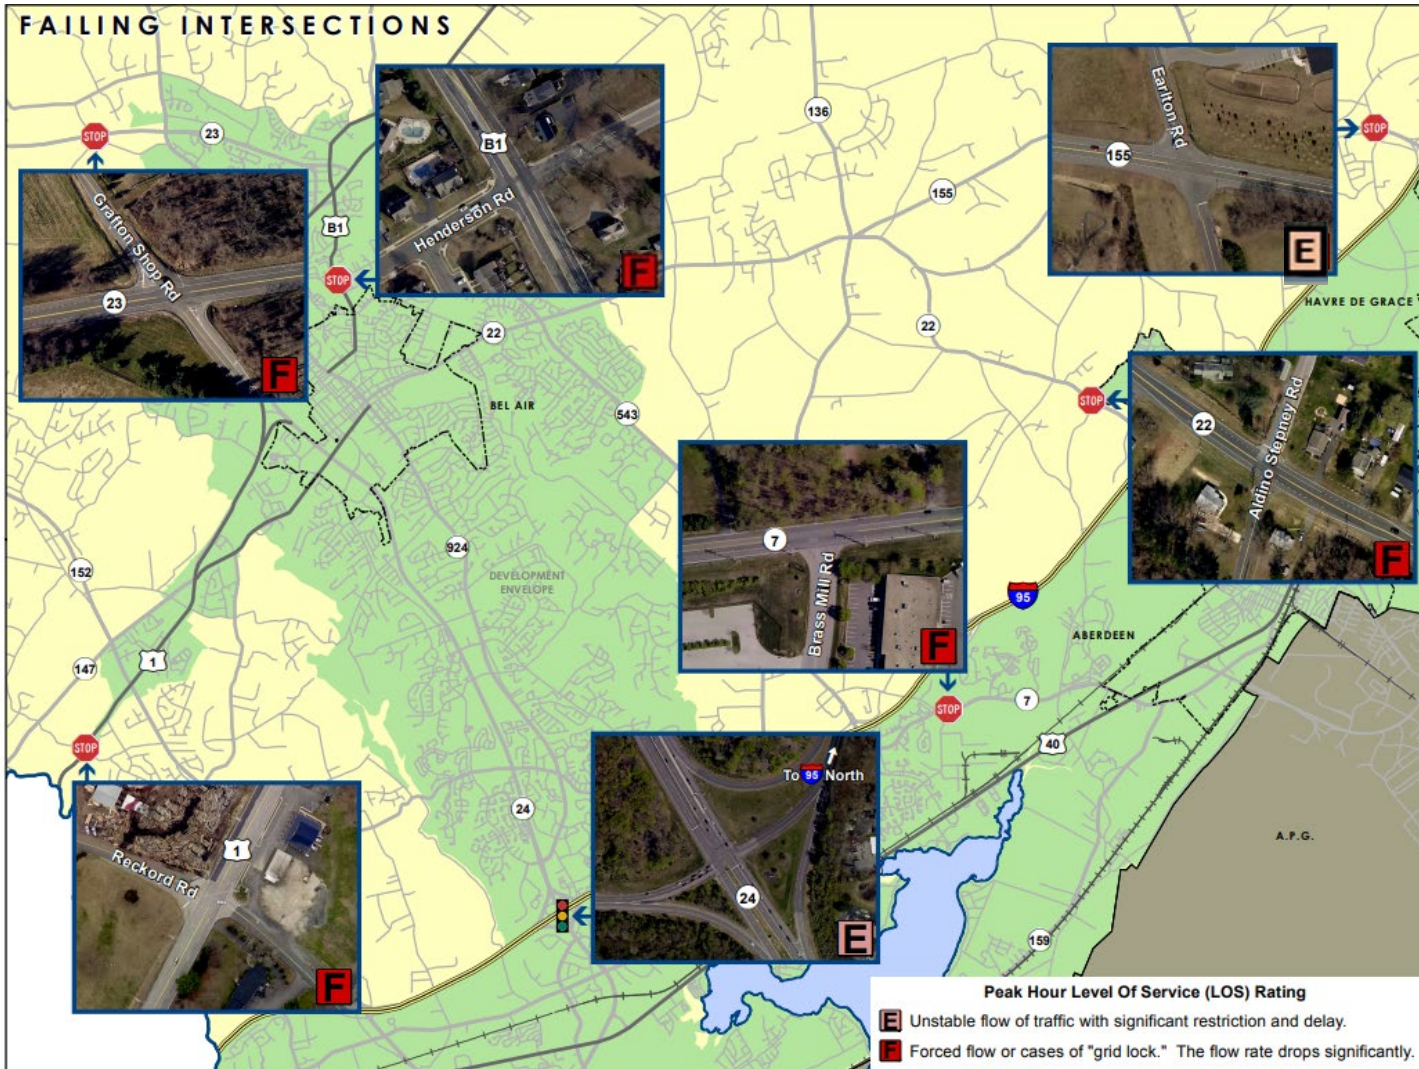 FAILING INTERSECTIONS
STOP
23
Grafton Shop Rd
23
F
B1
STOP
B1
Henderson Rd
F
136
155
22
Earlton Rd
155
E
STOP
HAVRE DE GRACE
22
BEL AIR
543
STOP
22
Aldino Stepney Rd
F
7
Brass Mill Rd
F
95
924
DEVELOPMENT
ENVELOPE
152
147
1
STOP
ABERDEEN
STOP
7
40
Reckord Rd
1
F
24
To 95 North
24
E
A.P.G.
159
Peak Hour Level Of Service (LOS) Rating
E Unstable flow of traffic with significant restriction and delay.
F Forced flow or cases of "grid lock." The flow rate drops significantly.